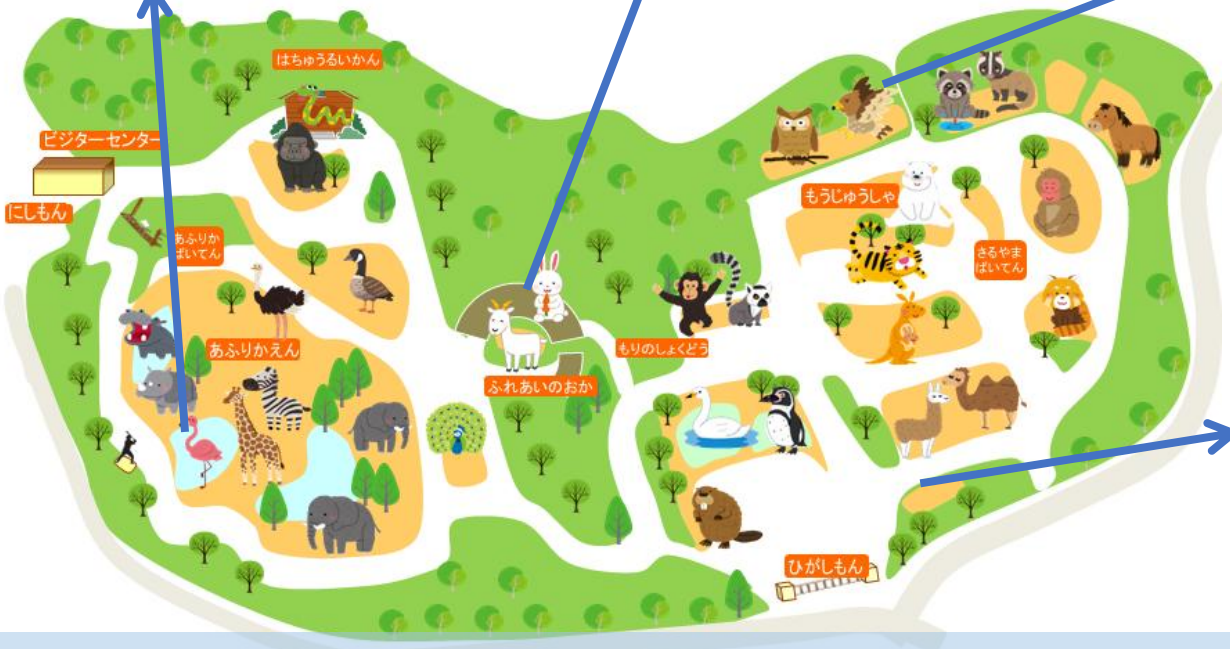 はちゅうるいかん
ビジターセンター
にしもん
あふりか
ばいてん
あふりかえん
ふれあいのおか
もりのしょくどう
もうじゅうしゃ
さるやま
ばいてん
ひがしもん